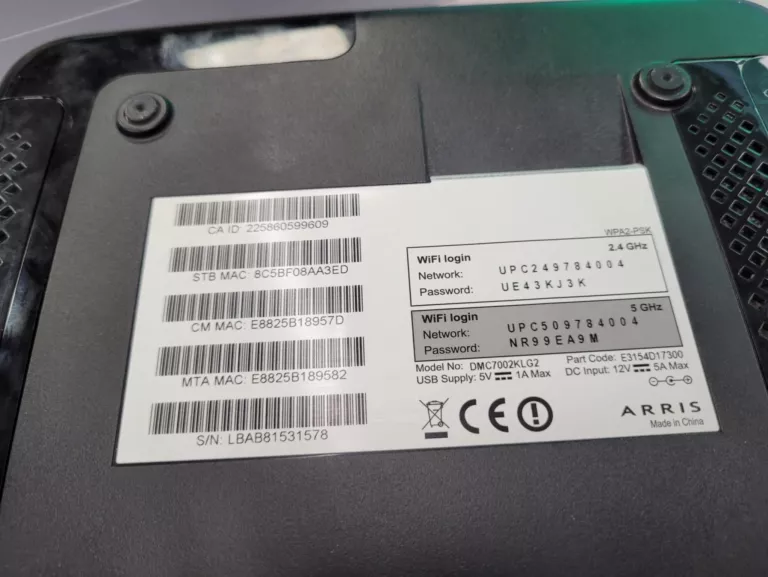 CA ID: 225860599609
STB MAC: 8C5BF08AA3ED
CM MAC: E8825B18957D
MTA MAC: E8825B189582
S/N: LBAB81531578
WPA2-PSK
WiFi login 2.4 GHz
Network: UPC249784004
Password: UE43KJ3K
WiFi login 5 GHz
Network: UPC509784004
Password: NR99EA9M
Model No: DMC7002KLG2 Part Code: E3154D17300
USB Supply: 5V 1A Max DC Input: 12V 5A Max
CE
ARRIS
Made in China